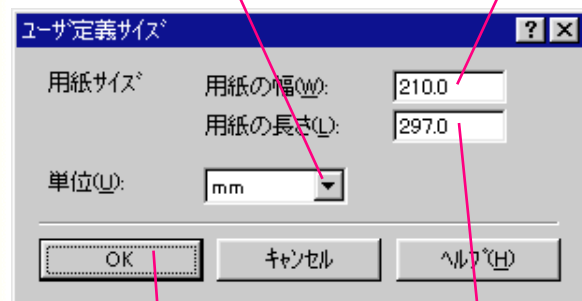 ユーザ定義サイズ
用紙サイズ
用紙の幅(W): 210.0
用紙の長さ(L): 297.0
単位(U): mm
OK キャンセル ヘルプ(H)